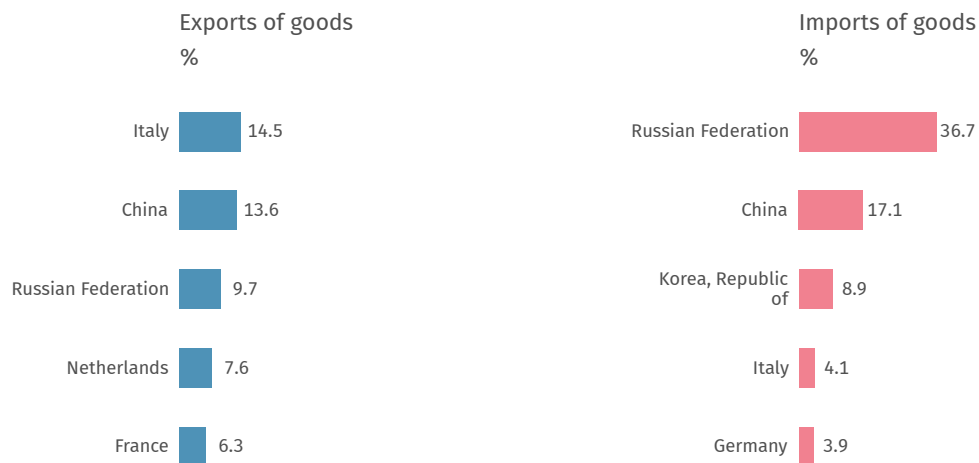 Exports of goods
%
Italy 14.5
China 13.6
Russian Federation 9.7
Netherlands 7.6
France 6.3
Imports of goods
%
Russian Federation 36.7
China 17.1
Korea, Republic
of 8.9
Italy 4.1
Germany 3.9